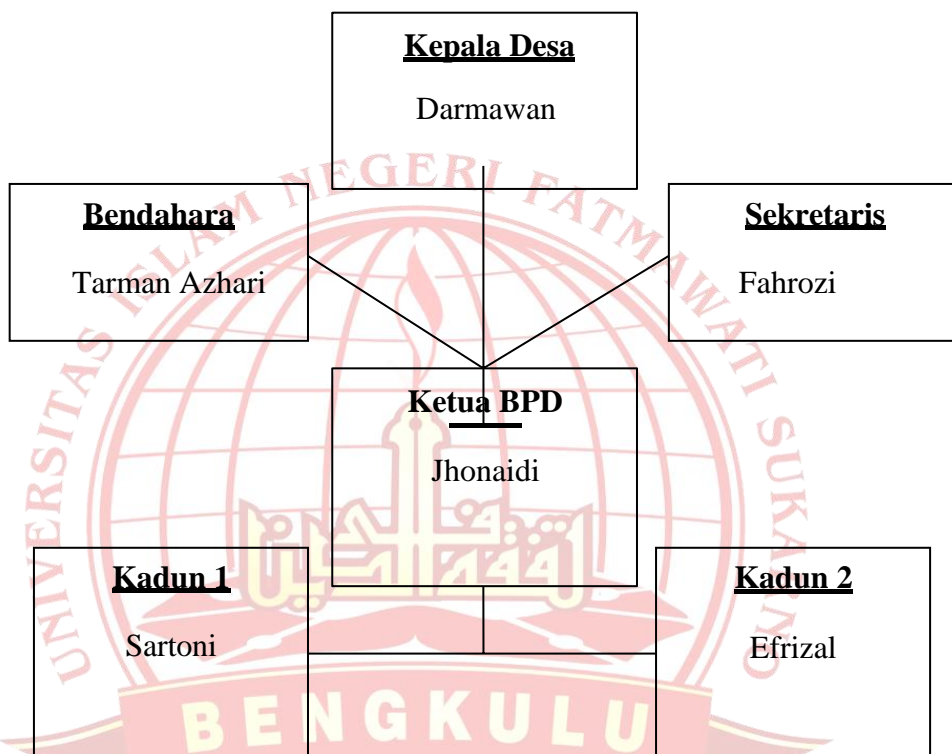 Kepala Desa
Darmawan
Bendahara
Tarman Azhari
Sekretaris
Fahrozi
Ketua BPD
Jhonaidi
Kadun 1
Sartoni
Kadun 2
Efrizal
UNIVERSITAS ISLAM NEGERI FATMAWATI SUKARNO
BENGKULU